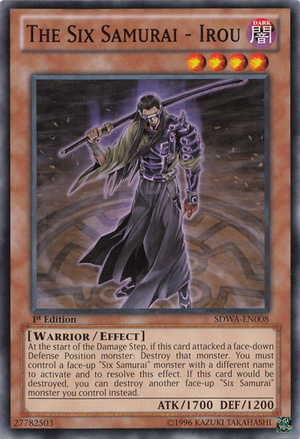 The Six Samurai - Irou
DARK
闇
1st Edition
SDWA-EN008
[Warrior/Effect]
At the start of the Damage Step, if this card attacked a face-down
Defense Position monster: Destroy that monster. You must
control a face-up "Six Samurai" monster with a different name
to activate and to resolve this effect. If this card would be
destroyed, you can destroy another face-up "Six Samurai"
monster you control instead.
ATK/1700 DEF/1200
27782503
©1996 KAZUKI TAKAHASHI